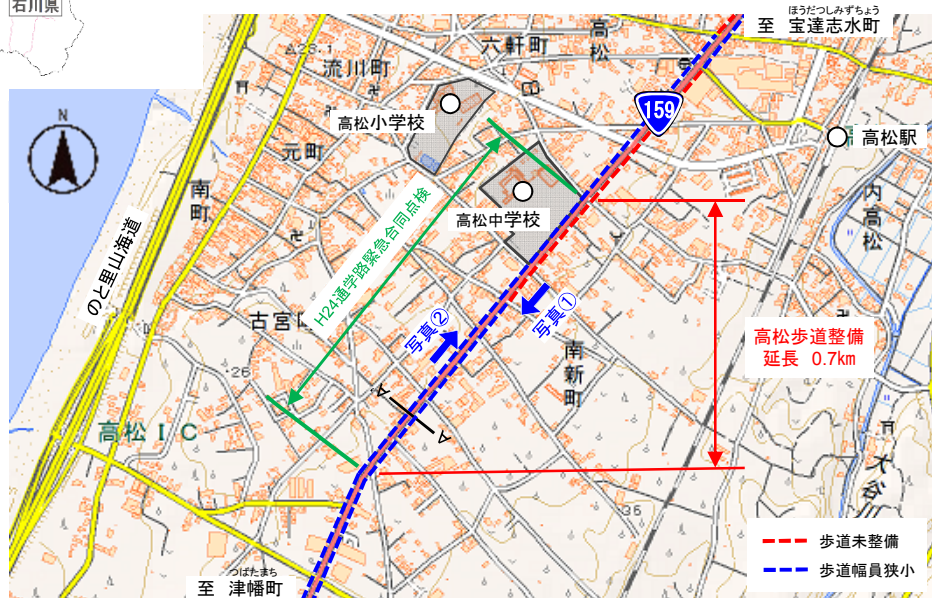 石川県
ほうだつしみずちょう
至 宝達志水町
28.1
六軒町
高松
流川町
159
高松小学校
高松駅
N
元町
南町
高松中学校
内高松
のと里山海道
H24通学路緊急合同点検
写真①
古宮
写真②
高松歩道整備
延長 0.7km
南新町
26
A'
A
高松IC
大谷川
35
歩道未整備
歩道幅員狭小
つばたまち
至 津幡町